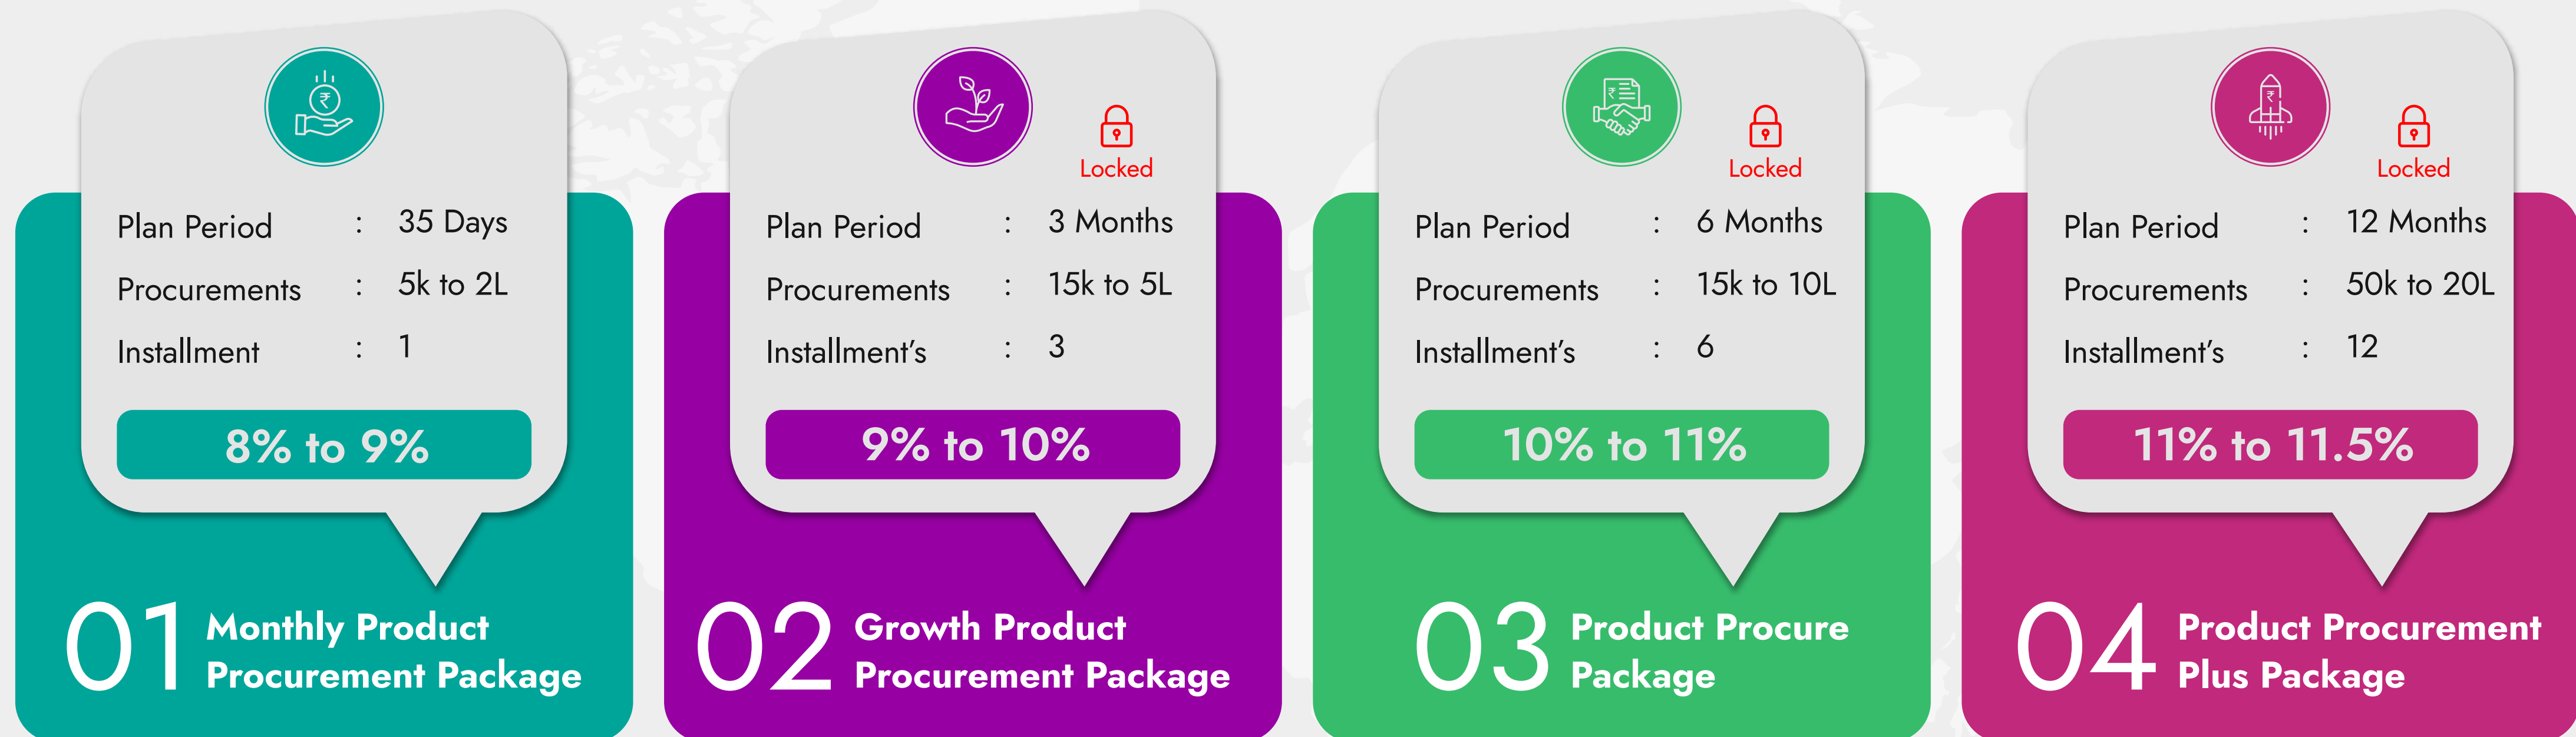 Plan Period : 35 Days
Procurements : 5k to 2L
Installment : 1
8% to 9%
01 Monthly Product
Procurement Package
Locked
Plan Period : 3 Months
Procurements : 15k to 5L
Installment’s : 3
9% to 10%
02 Growth Product
Procurement Package
Locked
Plan Period : 6 Months
Procurements : 15k to 10L
Installment’s : 6
10% to 11%
03 Product Procure
Package
Locked
Plan Period : 12 Months
Procurements : 50k to 20L
Installment’s : 12
11% to 11.5%
04 Product Procurement
Plus Package